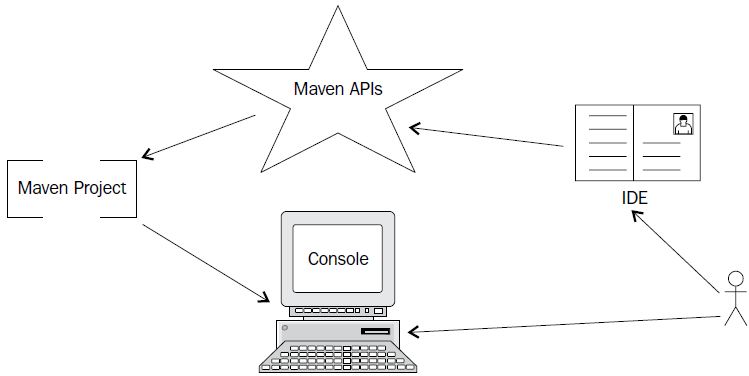 Maven APIs
Maven Project
IDE
Console